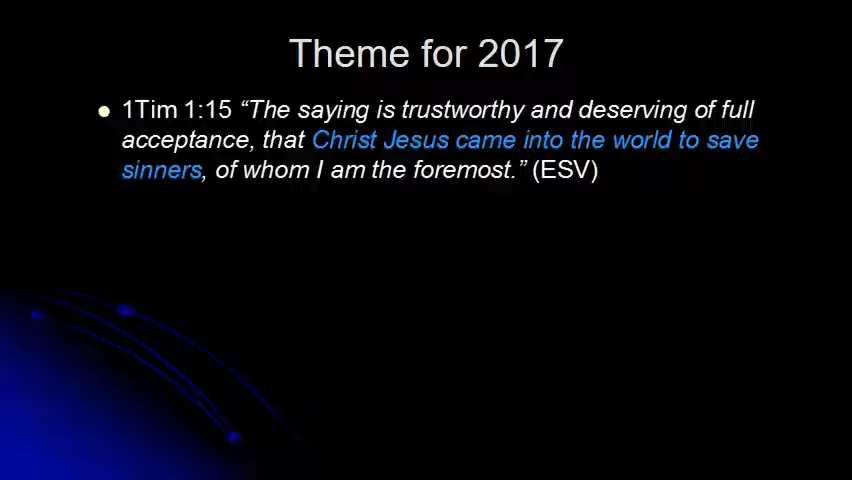 Theme for 2017
1Tim 1:15 “The saying is trustworthy and deserving of full
acceptance, that Christ Jesus came into the world to save
sinners, of whom I am the foremost.” (ESV)